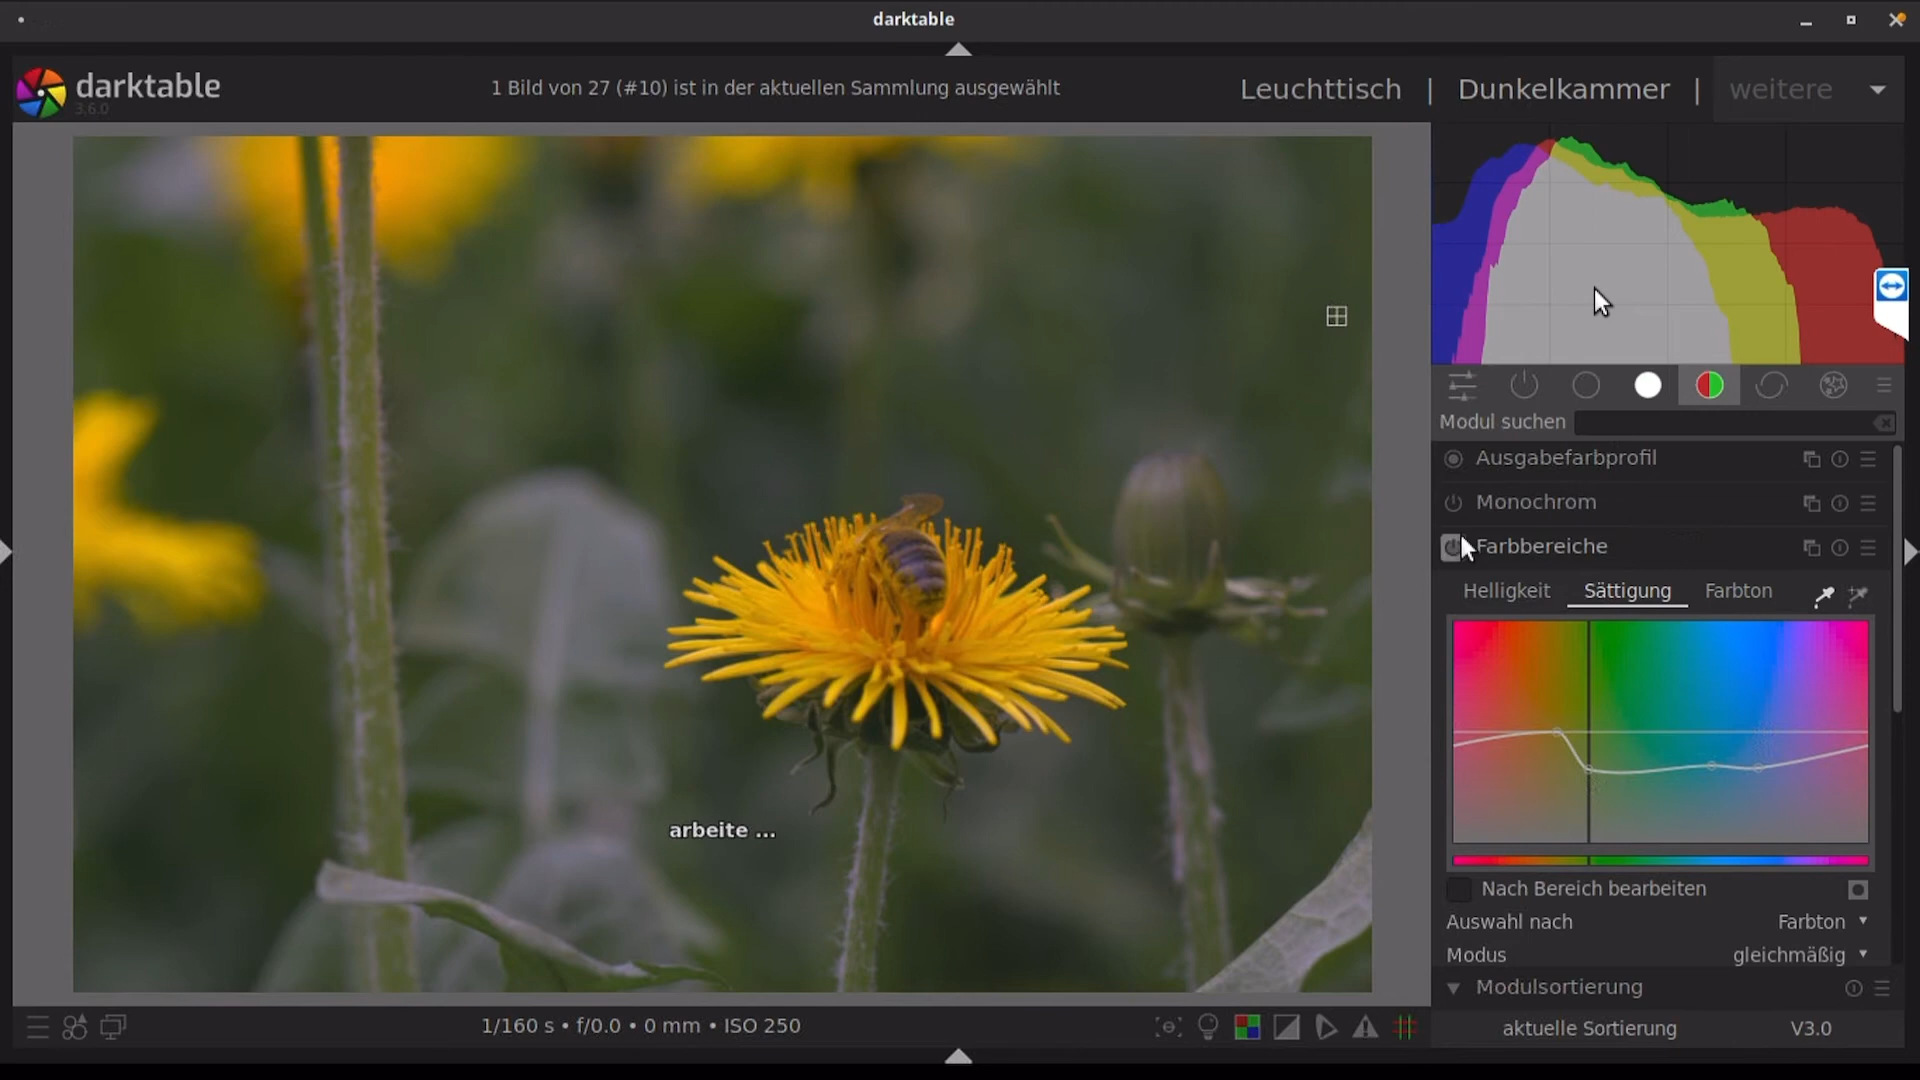 darktable
darktable
3.6.0
1 Bild von 27 (#10) ist in der aktuellen Sammlung ausgewählt
Leuchttisch | Dunkelkammer | weitere
Modul suchen
Ausgabefarbprofil
Monochrom
Farbbereiche
Helligkeit Sättigung Farbton
arbeite ...
Nach Bereich bearbeiten
Auswahl nach Farbton
Modus gleichmäßig
Modulsortierung
1/160 s • f/0.0 • 0 mm • ISO 250
aktuelle Sortierung V3.0